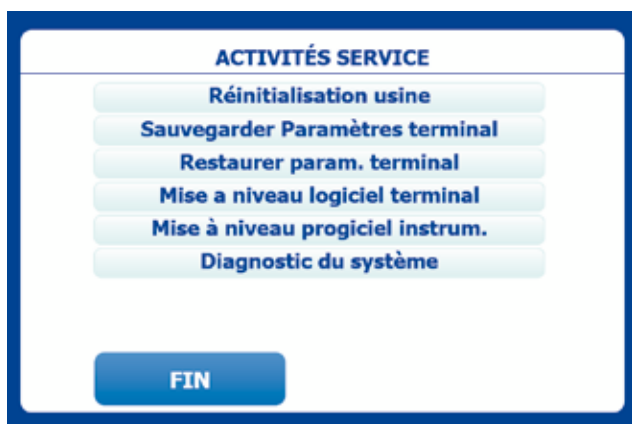 ACTIVITÉS SERVICE
Réinitialisation usine
Sauvegarder Paramètres terminal
Restaurer param. terminal
Mise a niveau logiciel terminal
Mise à niveau progiciel instrum.
Diagnostic du système
FIN